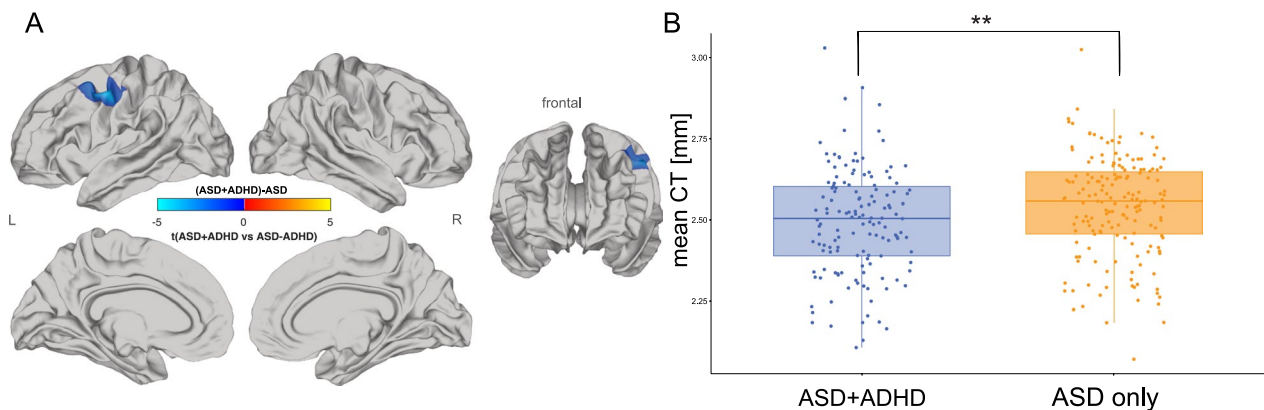 A
frontal
(ASD+ADHD)-ASD
-5 0 5
t(ASD+ADHD vs ASD-ADHD)
L
R
B
**
mean CT [mm]
3.00
2.75
2.50
2.25
ASD+ADHD
ASD only